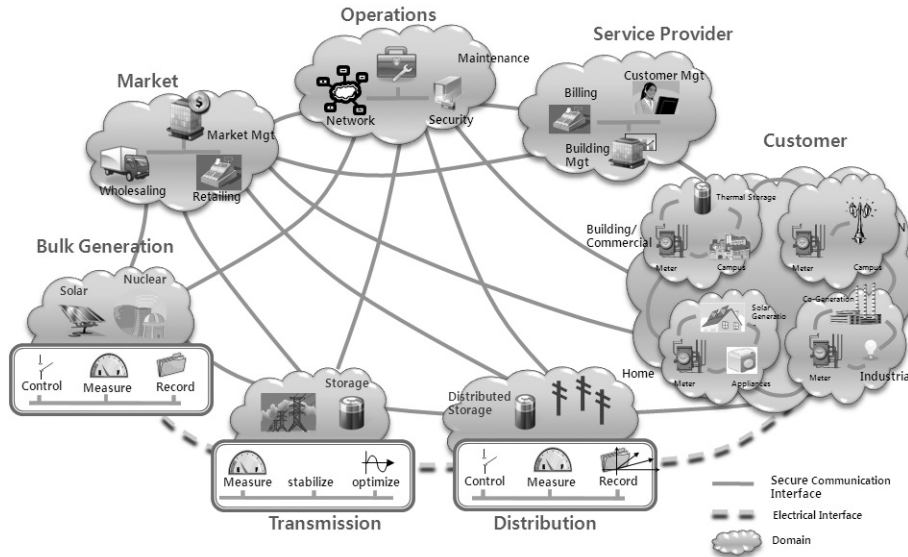 Operations
Maintenance
Network
Security
Service Provider
Customer Mgt
Billing
Building
Mgt
Market
$
Market Mgt
Wholesaling
Retailing
Customer
Thermal Storage
Building/
Commercial
Meter
Campus
Meter
Campus
Solar
Generatio
Co-Generation
Home
Meter
Appliances
Meter
Industrial
Bulk Generation
Solar
Nuclear
Control
Measure
Record
Storage
Measure
stabilize
optimize
Transmission
Distributed
Storage
Control
Measure
Record
Distribution
Secure Communication
Interface
Electrical Interface
Domain